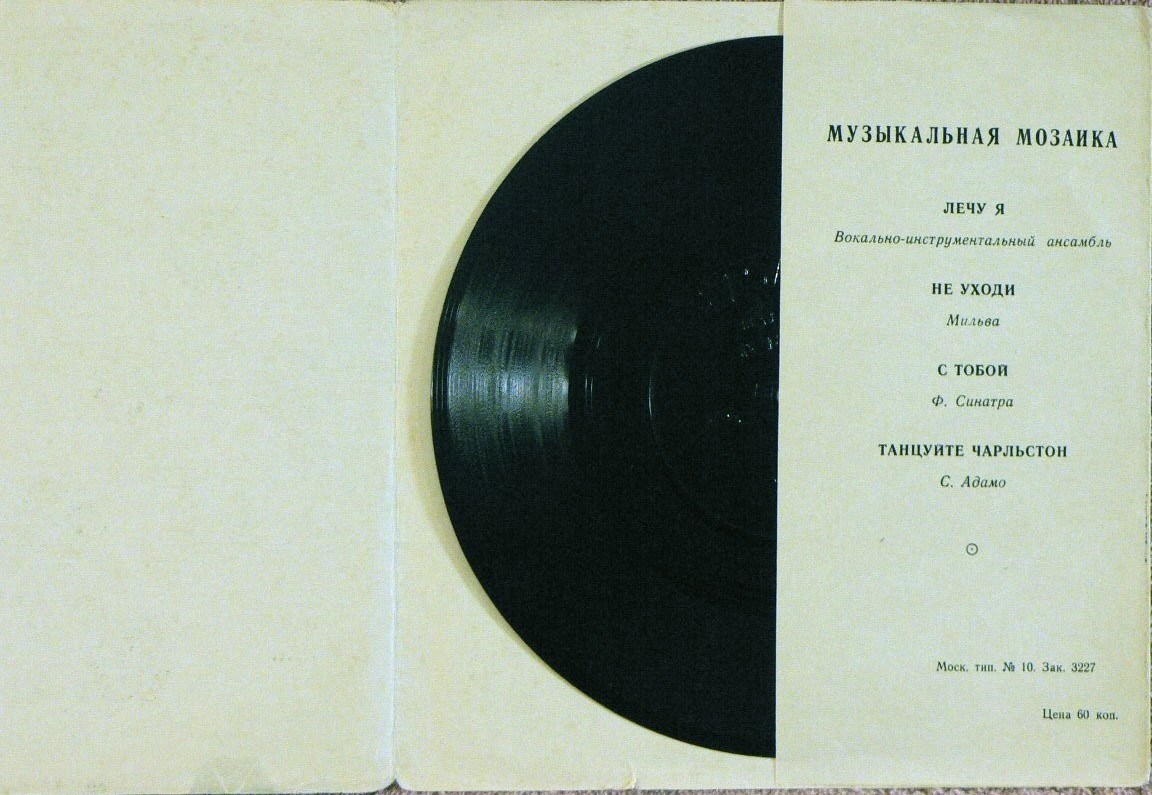 МУЗЫКАЛЬНАЯ МОЗАИКА
ЛЕЧУ Я
Вокально-инструментальный ансамбль
НЕ УХОДИ
Мильва
С ТОБОЙ
Ф. Синатра
ТАНЦУЙТЕ ЧАРЛЬСТОН
С. Адамо
Моск. тип. № 10. Зак. 3227
Цена 60 коп.